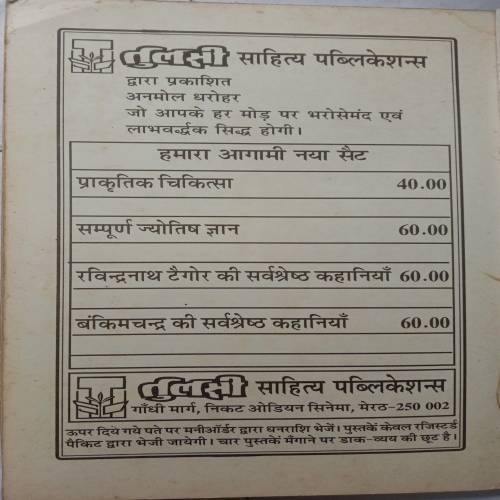 तुलसी साहित्य पब्लिकेशन्स
द्वारा प्रकाशित
अनमोल धरोहर
जो आपके हर मोड़ पर भरोसेमंद एवं
लाभवर्द्धक सिद्ध होगी।
हमारा आगामी नया सैट
प्राकृतिक चिकित्सा 40.00
सम्पूर्ण ज्योतिष ज्ञान 60.00
रविन्द्रनाथ टैगोर की सर्वश्रेष्ठ कहानियाँ 60.00
बंकिमचन्द्र की सर्वश्रेष्ठ कहानियाँ 60.00
तुलसी साहित्य पब्लिकेशन्स
गाँधी मार्ग, निकट ओडियन सिनेमा, मेरठ-250 002
ऊपर दिये गये पते पर मनीऑर्डर द्वारा धनराशि भेजें। पुस्तकें केवल रजिस्टर्ड
पैकिट द्वारा भेजी जायेगी। चार पुस्तकें मँगाने पर डाक-व्यय की छूट है।